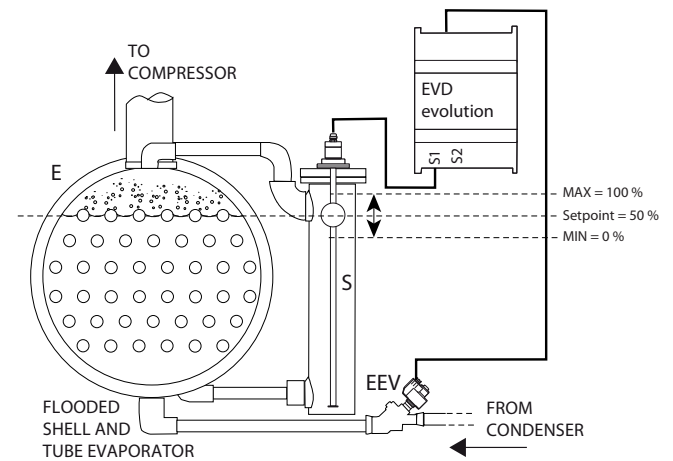 TO
COMPRESSOR
E
EVD
evolution
S1
S2
MAX = 100 %
Setpoint = 50 %
MIN = 0 %
S
EEV
FLOODED
SHELL AND
TUBE EVAPORATOR
FROM
CONDENSER